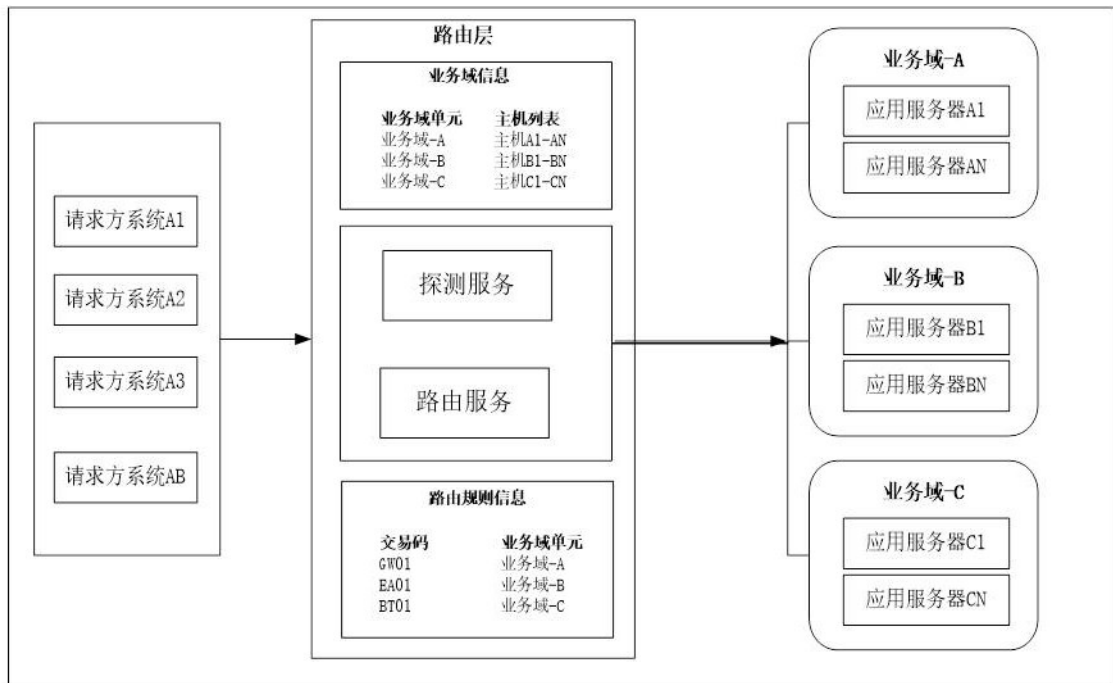 请求方系统A1
请求方系统A2
请求方系统A3
请求方系统AB
路由层
业务域信息
业务域单元 主机列表
业务域-A 主机A1-AN
业务域-B 主机B1-BN
业务域-C 主机C1-CN
探测服务
路由服务
路由规则信息
交易码 业务域单元
GW01 业务域-A
EA01 业务域-B
BT01 业务域-C
业务域-A
应用服务器A1
应用服务器AN
业务域-B
应用服务器B1
应用服务器BN
业务域-C
应用服务器C1
应用服务器CN